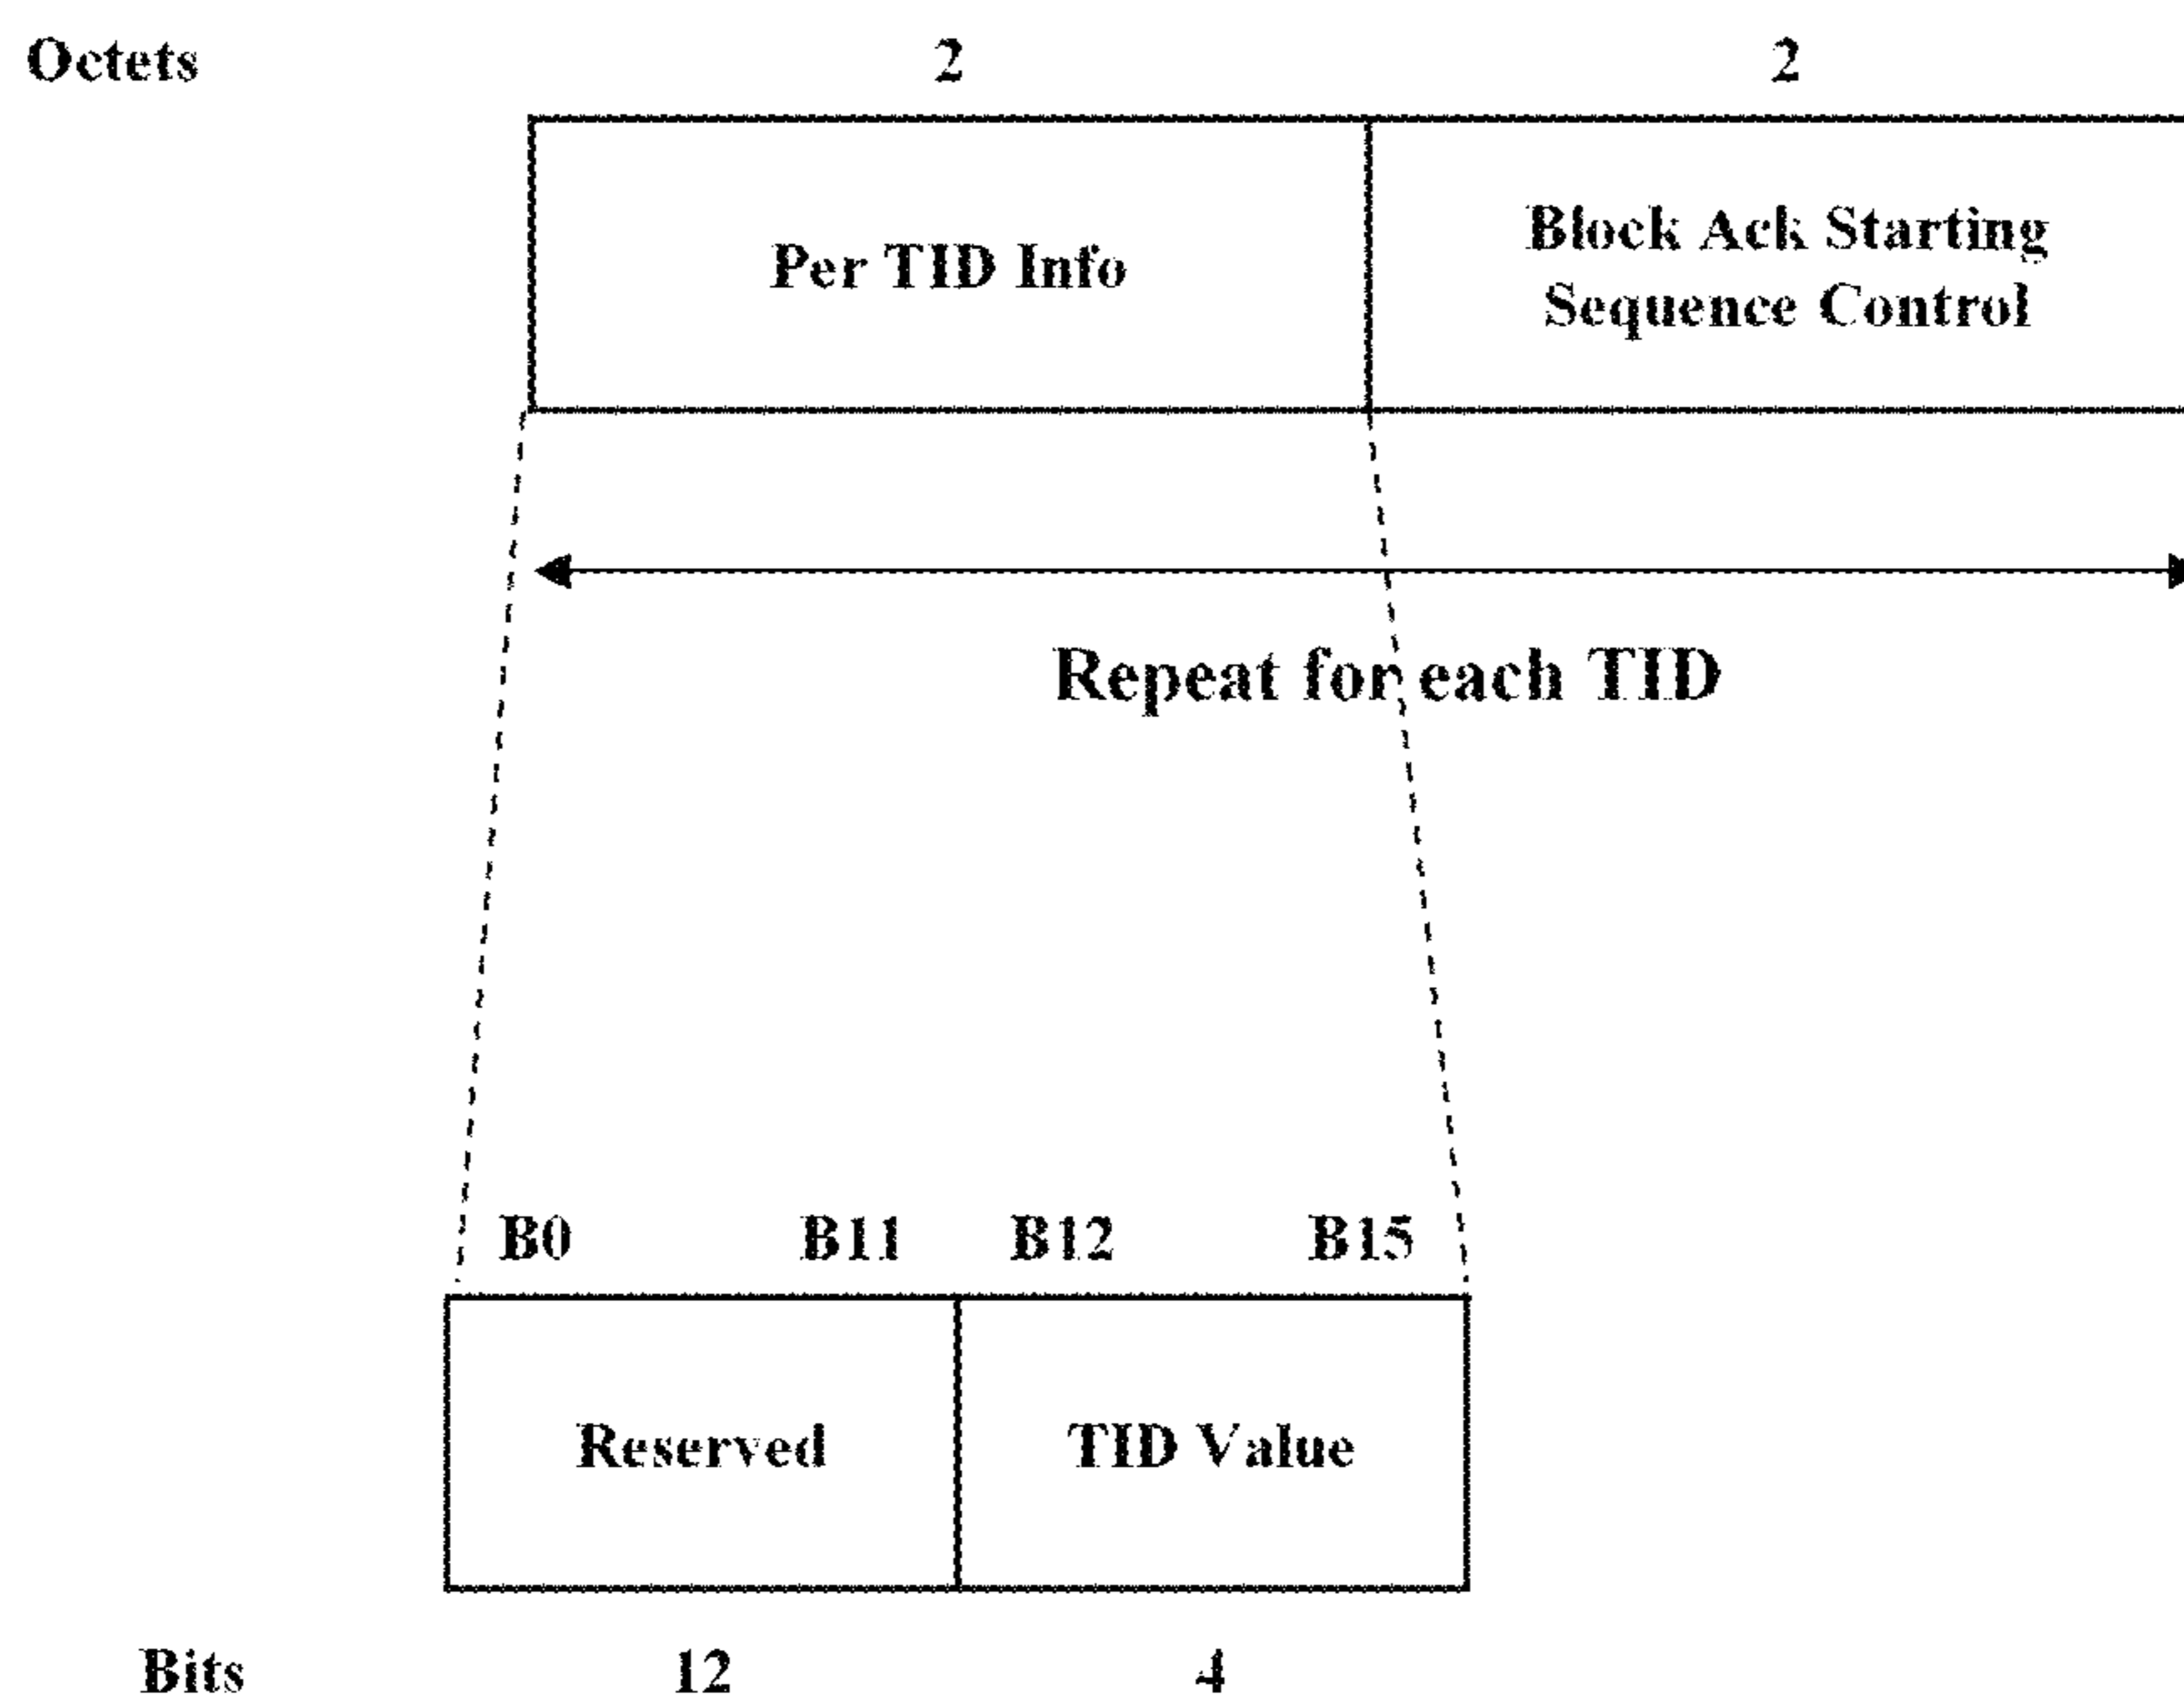 Octets 2 2
Per TID Info
Block Ack Starting
Sequence Control
Repeat for each TID
B0 B11 B12 B15
Reserved TID Value
Bits 12 4